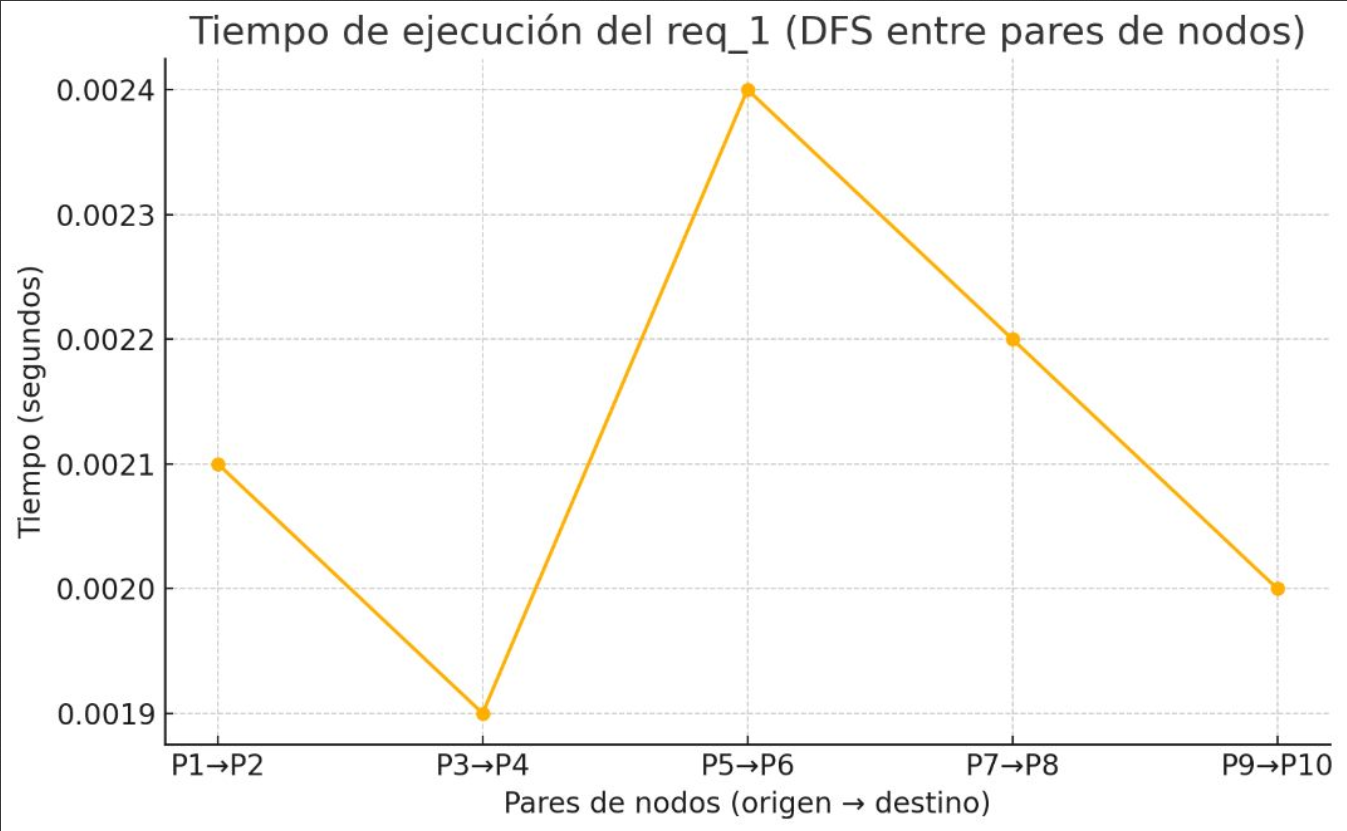 Tiempo de ejecución del req_1 (DFS entre pares de nodos)
0.0024
0.0023
0.0022
0.0021
0.0020
0.0019
Tiempo (segundos)
P1→P2 P3→P4 P5→P6 P7→P8 P9→P10
Pares de nodos (origen → destino)